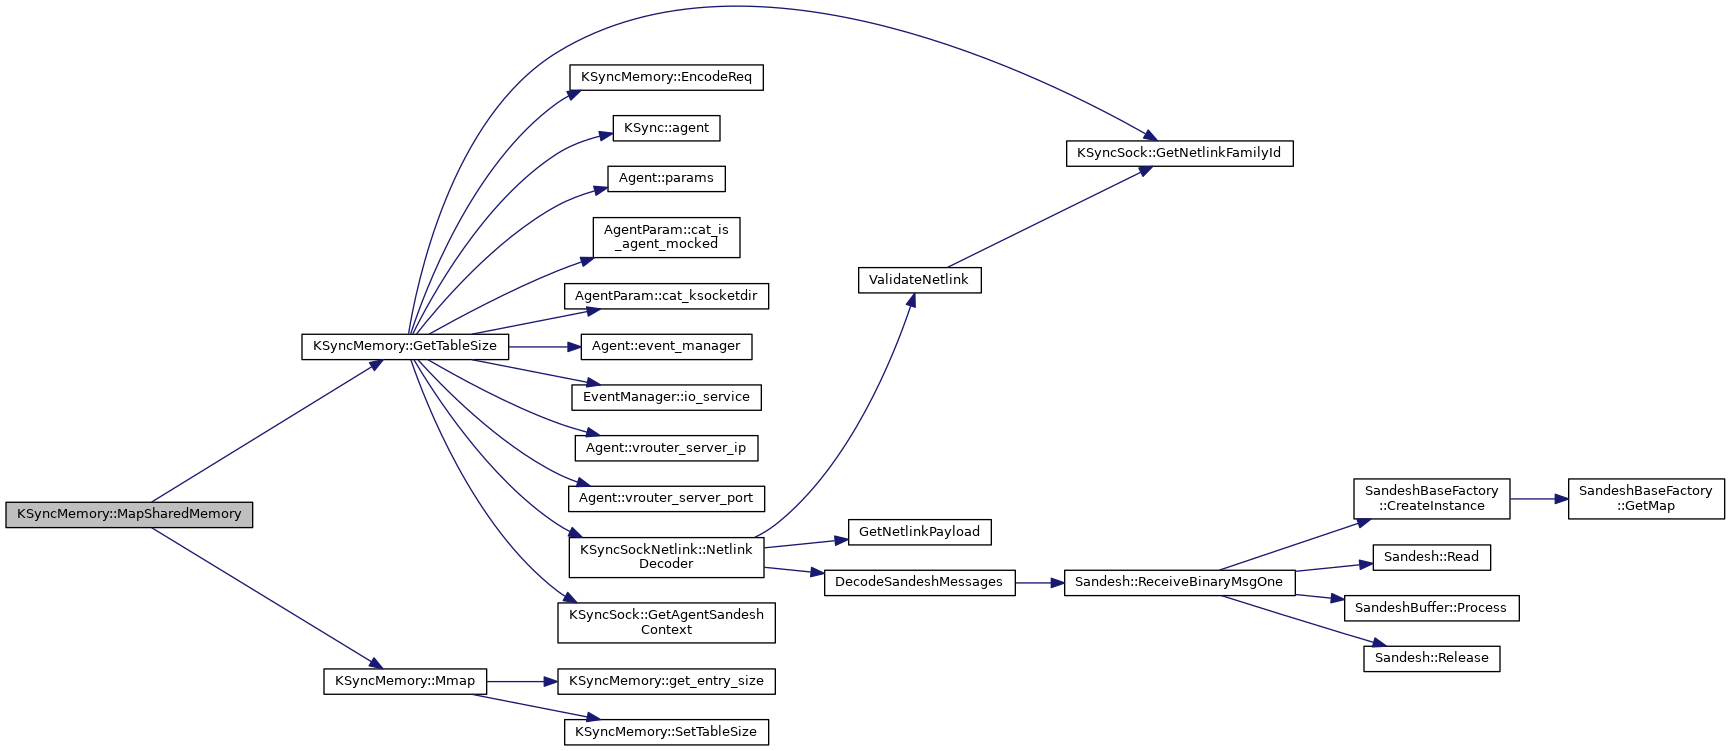 KSyncMemory::MapSharedMemory
KSyncMemory::GetTableSize
KSyncMemory::EncodeReq
KSync::agent
Agent::params
AgentParam::cat_is
_agent_mocked
AgentParam::cat_ksocketdir
Agent::event_manager
EventManager::io_service
Agent::vrouter_server_ip
Agent::vrouter_server_port
KSyncSockNetlink::Netlink
Decoder
KSyncSock::GetAgentSandesh
Context
KSyncMemory::Mmap
KSyncMemory::get_entry_size
KSyncMemory::SetTableSize
ValidateNetlink
GetNetlinkPayload
DecodeSandeshMessages
KSyncSock::GetNetlinkFamilyId
Sandesh::ReceiveBinaryMsgOne
SandeshBaseFactory
::CreateInstance
Sandesh::Read
SandeshBuffer::Process
Sandesh::Release
SandeshBaseFactory
::GetMap